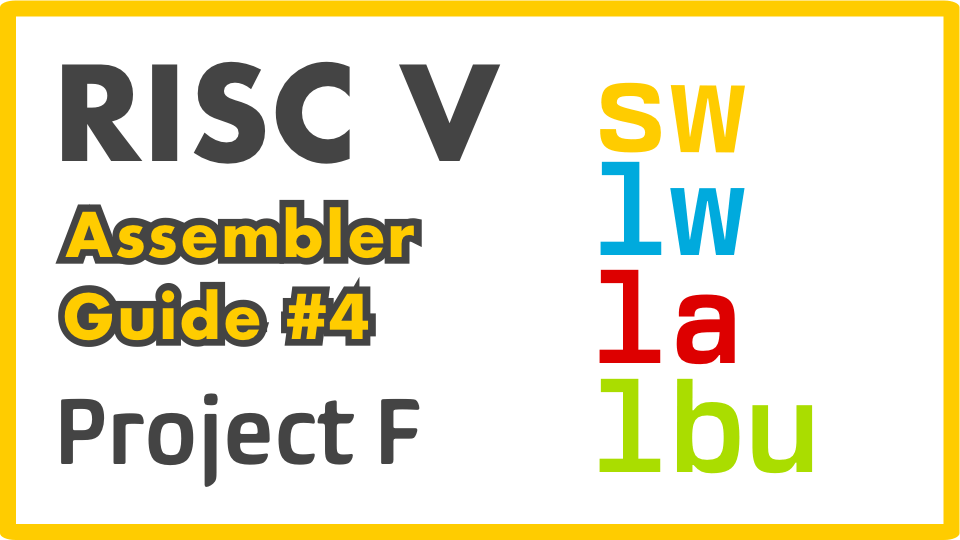 RISC V
Assembler
Guide #4
Project F
sw
lw
la
lbu